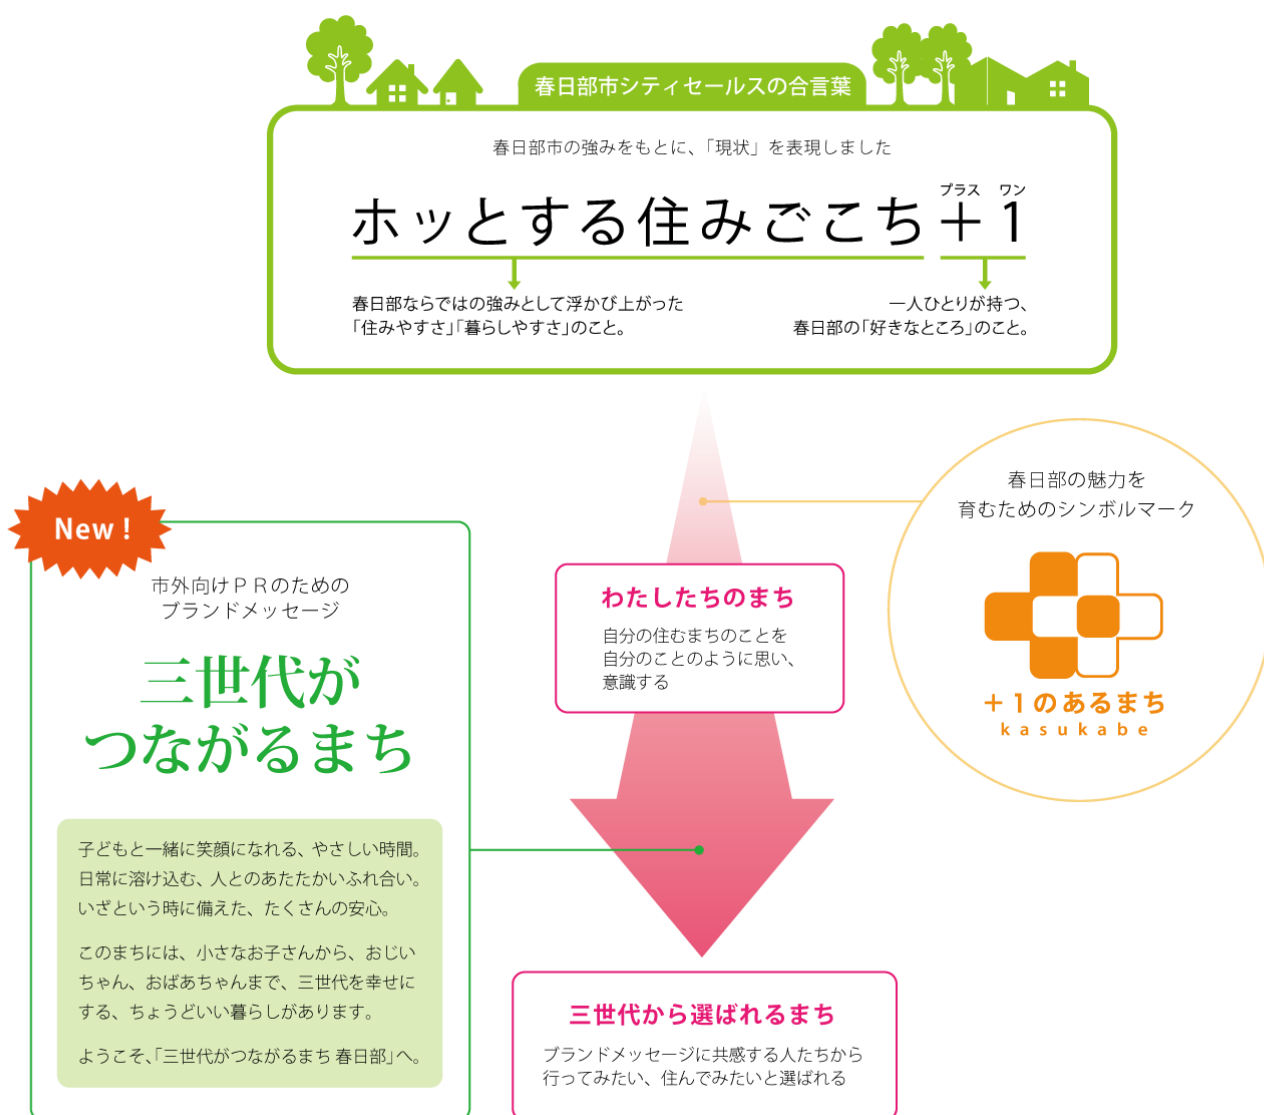 春日部市シティセールスの合言葉
春日部市の強みをもとに、「現状」を表現しました
プラス ワン
ホッとする住みごこち＋1
春日部ならではの強みとして浮かび上がった
「住みやすさ」「暮らしやすさ」のこと。
一人ひとりが持つ、
春日部の「好きなところ」のこと。
New !
市外向けＰＲのための
ブランドメッセージ
三世代が
つながるまち
子どもと一緒に笑顔になれる、やさしい時間。
日常に溶け込む、人とのあたたかいふれ合い。
いざという時に備えた、たくさんの安心。
このまちには、小さなお子さんから、おじい
ちゃん、おばあちゃんまで、三世代を幸せに
する、ちょうどいい暮らしがあります。
ようこそ、「三世代がつながるまち 春日部」へ。
わたしたちのまち
自分の住むまちのことを
自分のことのように思い、
意識する
春日部の魅力を
育むためのシンボルマーク
＋１のあるまち
kasukabe
三世代から選ばれるまち
ブランドメッセージに共感する人たちから
行ってみたい、住んでみたいと選ばれる